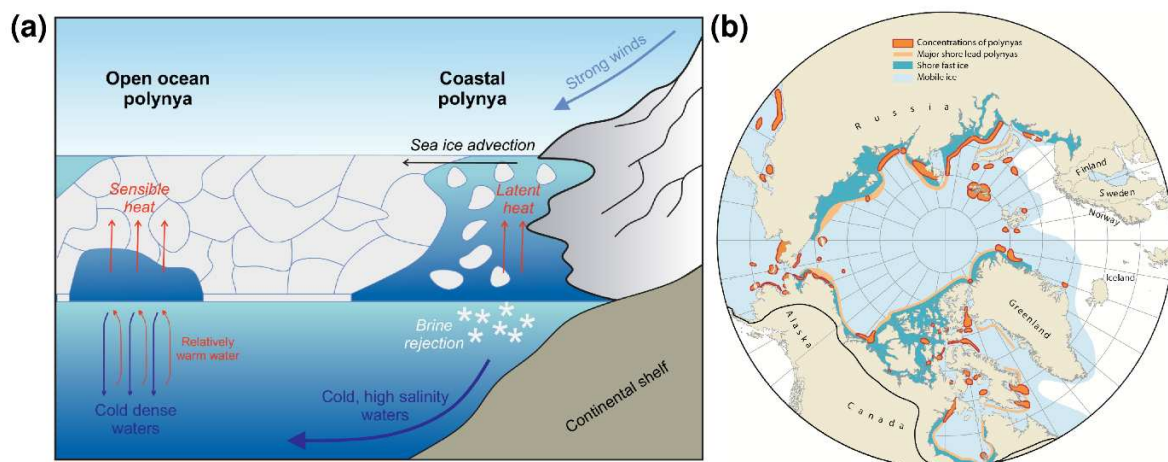 (a)
Open ocean
polynya
Coastal
polynya
Strong winds
Sea ice advection
Sensible
heat
Latent
heat
Brine
rejection
Relatively
warm water
Cold dense
waters
Cold, high salinity
waters
Continental shelf
(b)
Concentrations of polynyas
Major shore lead polynyas
Shore fast ice
Mobile ice
Russia
Finland
Sweden
Norway
Iceland
Greenland
Alaska
Canada